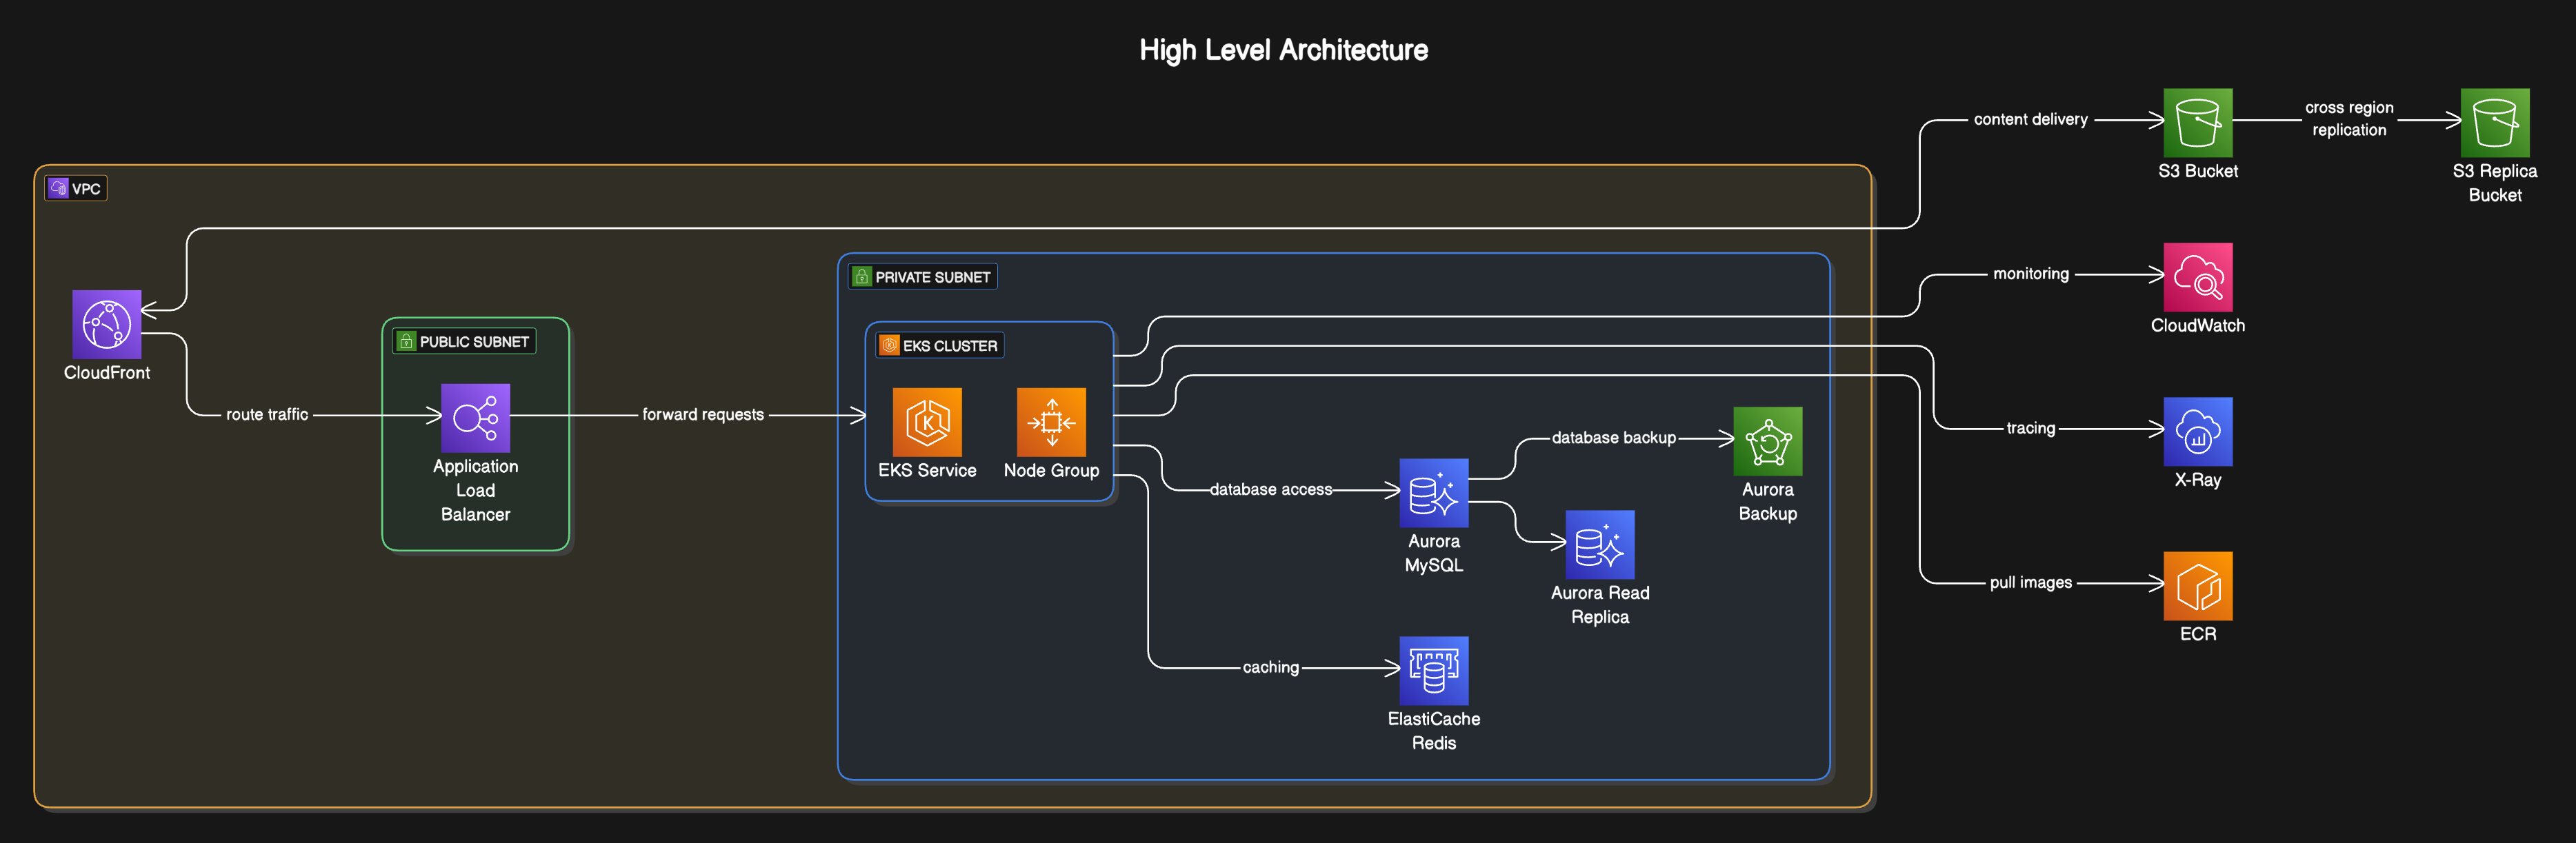 High Level Architecture
content delivery
cross region
replication
S3 Bucket
S3 Replica
Bucket
VPC
PRIVATE SUBNET
monitoring
CloudWatch
CloudFront
PUBLIC SUBNET
EKS CLUSTER
route traffic
Application
Load
Balancer
forward requests
EKS Service
Node Group
database access
Aurora
MySQL
database backup
Aurora
Backup
Aurora Read
Replica
tracing
X-Ray
pull images
ECR
caching
ElastiCache
Redis